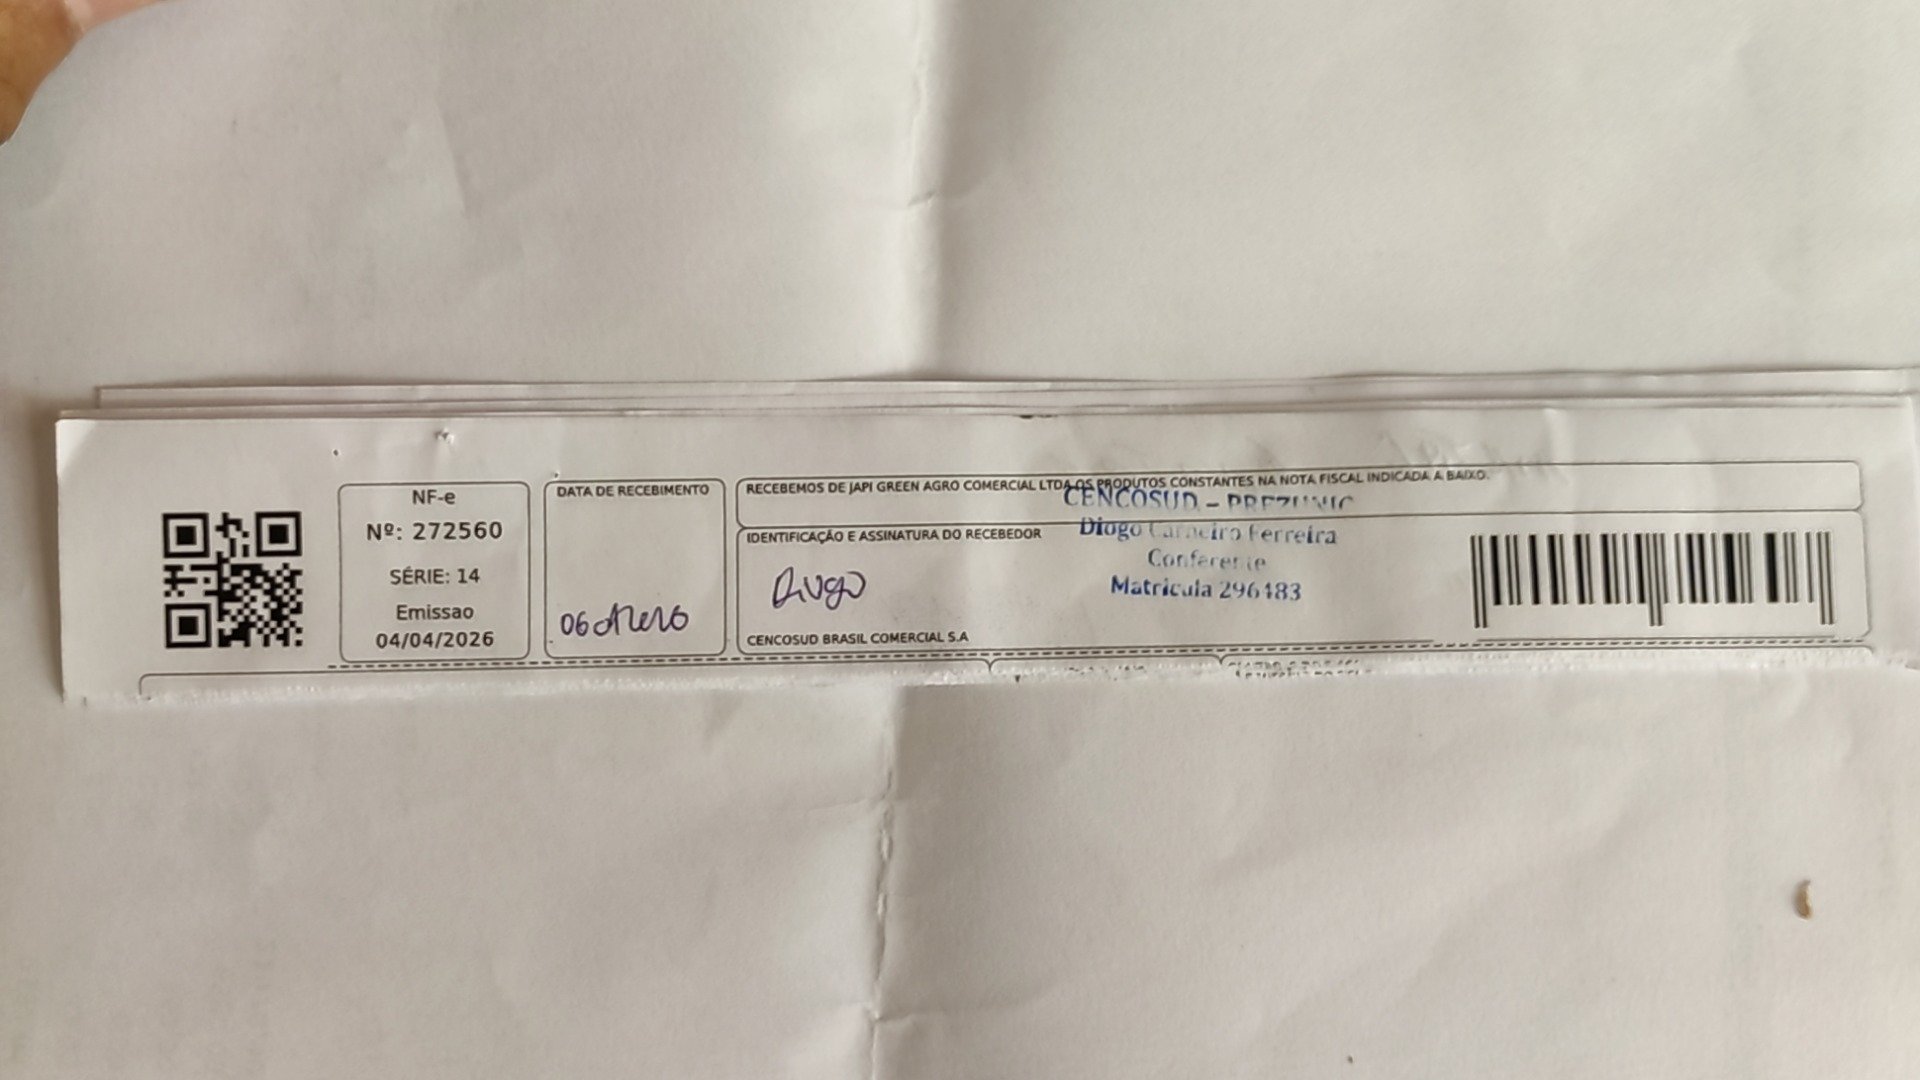 NF-e
Nº: 272560
SÉRIE: 14
Emissao
04/04/2026
DATA DE RECEBIMENTO
RECEBEMOS DE JAPI GREEN AGRO COMERCIAL LTDA OS PRODUTOS CONSTANTES NA NOTA FISCAL INDICADA A BAIXO.
IDENTIFICAÇÃO E ASSINATURA DO RECEBEDOR
Diogo
CENCOSUD BRASIL COMERCIAL S.A
CENCOSUD - PREZUNIC
Diogo Carneiro Ferreira
Conferente
Matricula 296483